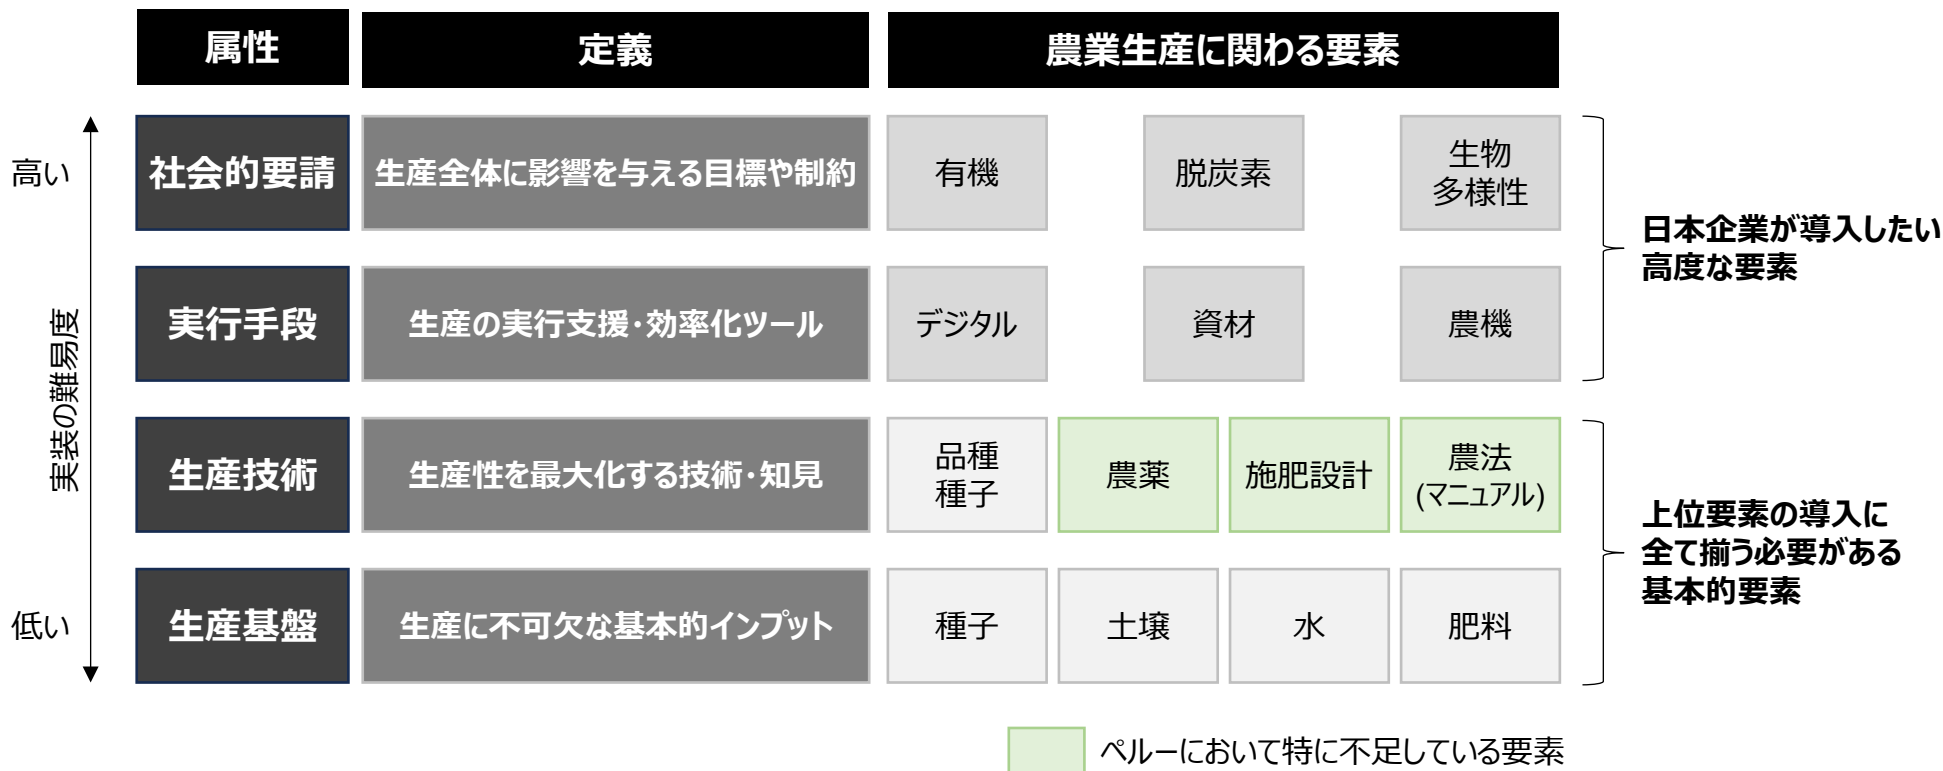 属性
定義
農業生産に関わる要素
高い
実装の難易度
低い
社会的要請
生産全体に影響を与える目標や制約
有機
脱炭素
生物
多様性
実行手段
生産の実行支援・効率化ツール
デジタル
資材
農機
日本企業が導入したい
高度な要素
生産技術
生産性を最大化する技術・知見
品種
種子
農薬
施肥設計
農法
(マニュアル)
生産基盤
生産に不可欠な基本的インプット
種子
土壌
水
肥料
上位要素の導入に
全て揃う必要がある
基本的要素
ペルーにおいて特に不足している要素